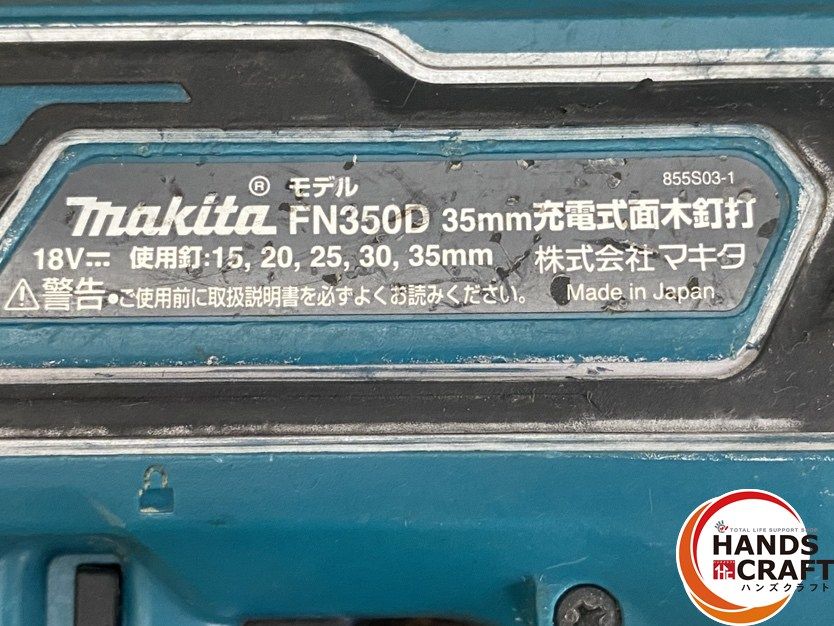 855S03-1
® モデル
makita FN350D 35mm充電式面木釘打
18V⎓ 使用釘:15, 20, 25, 30, 35mm 株式会社マキタ
⚠警告•ご使用前に取扱説明書を必ずよくお読みください。 Made in Japan
TOTAL LIFE SUPPORT SHOP
HANDS
CRAFT
ハンズクラフト